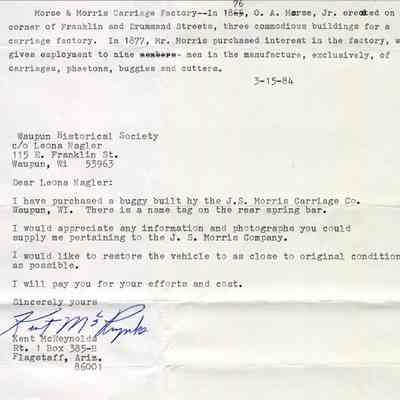 Morse & Morris Carriage Factory--In 1869, O. A. Morse, Jr. erected on
76
corner of Franklin and Drummond Streets, three commodious buildings for a
carriage factory. In 1877, Mr. Morris purchased interest in the factory, w
gives employment to nine members- men in the manufacture, exclusively, of
carriages, phaetons, buggies and cutters.
3-15-84
Waupun Historical Society
c/o Leona Nagler
115 E. Franklin St.
Waupun, Wi 53963
Dear Leona Nagler:
I have purchased a buggy built by the J.S. Morris Carriage Co.
Waupun, WI. There is a name tag on the rear spring bar.
I would appreciate any information and photographs you could
supply me pertaining to the J. S. Morris Company.
I would like to restore the vehicle to as close to original condition
as possible.
I will pay you for your efforts and cost.
Sincerely yours
Kent McReynolds
Kent McReynolds
Rt. 1 Box 385-H
Flagstaff, Ariz.
86001